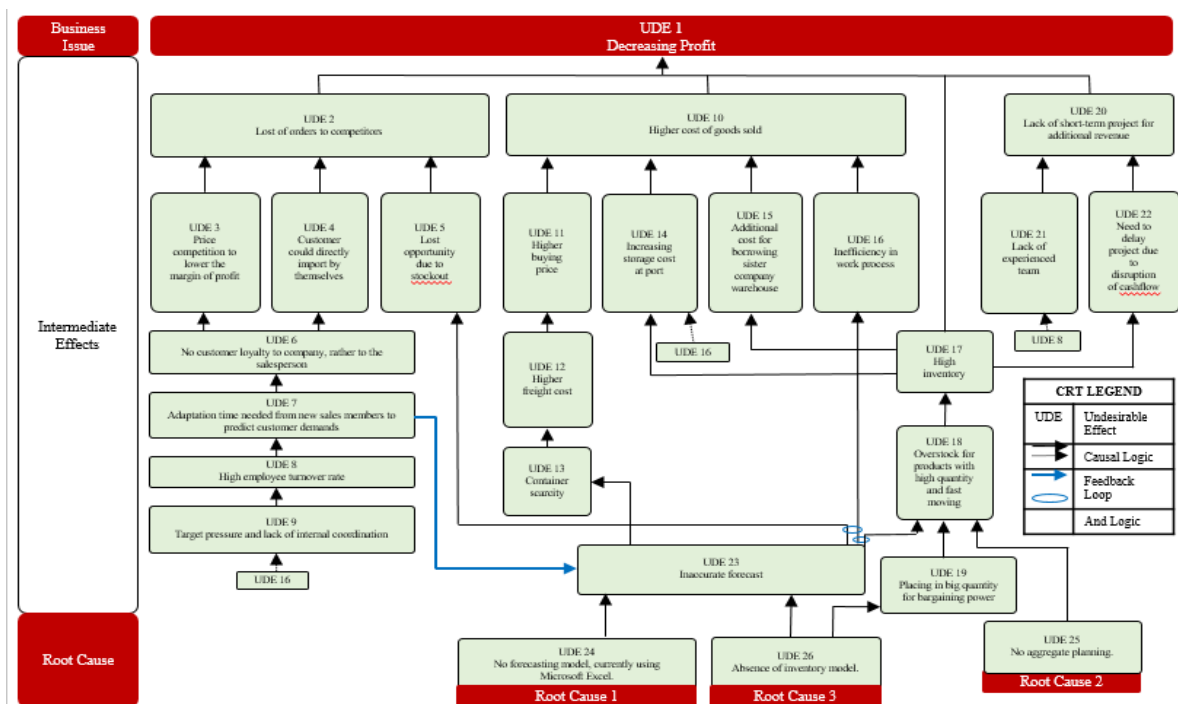 Business
Issue
UDE 1
Decreasing Profit
UDE 2
Lost of orders to competitors
UDE 10
Higher cost of goods sold
UDE 20
Lack of short-term project for
additional revenue
UDE 3
Price
competition to
lower the
margin of profit
UDE 4
Customer
could directly
import by
themselves
UDE 5
Lost
opportunity
due to
stockout
UDE 11
Higher
buying
price
UDE 14
Increasing
storage cost
at port
UDE 15
Additional
cost for
borrowing
sister
company
warehouse
UDE 16
Inefficiency in
work process
UDE 21
Lack of
experienced
team
UDE 22
Need to
delay
project due
to
disruption
of cashflow
Intermediate
Effects
UDE 6
No customer loyalty to company, rather to the
salesperson
UDE 16
UDE 17
High
inventory
UDE 8
UDE 12
Higher
freight cost
UDE 7
Adaptation time needed from new sales members to
predict customer demands
CRT LEGEND
UDE
Undesirable
Effect
Causal Logic
Feedback
Loop
And Logic
UDE 8
High employee turnover rate
UDE 13
Container
scarcity
UDE 18
Overstock for
products with
high quantity
and fast
moving
UDE 9
Target pressure and lack of internal coordination
UDE 16
UDE 23
Inaccurate forecast
UDE 19
Placing in big quantity
for bargaining power
Root Cause
UDE 24
No forecasting model, currently using
Microsoft Excel.
Root Cause 1
UDE 26
Absence of inventory model.
Root Cause 3
UDE 25
No aggregate planning.
Root Cause 2